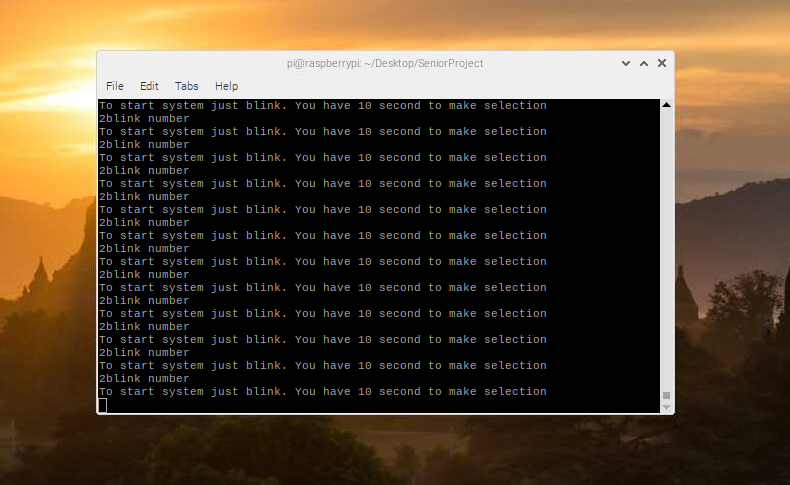 pi@raspberrypi: ~/Desktop/SeniorProject
File Edit Tabs Help
To start system just blink. You have 10 second to make selection
2blink number
To start system just blink. You have 10 second to make selection
2blink number
To start system just blink. You have 10 second to make selection
2blink number
To start system just blink. You have 10 second to make selection
2blink number
To start system just blink. You have 10 second to make selection
2blink number
To start system just blink. You have 10 second to make selection
2blink number
To start system just blink. You have 10 second to make selection
2blink number
To start system just blink. You have 10 second to make selection
2blink number
To start system just blink. You have 10 second to make selection
2blink number
To start system just blink. You have 10 second to make selection
2blink number
To start system just blink. You have 10 second to make selection
2blink number
To start system just blink. You have 10 second to make selection